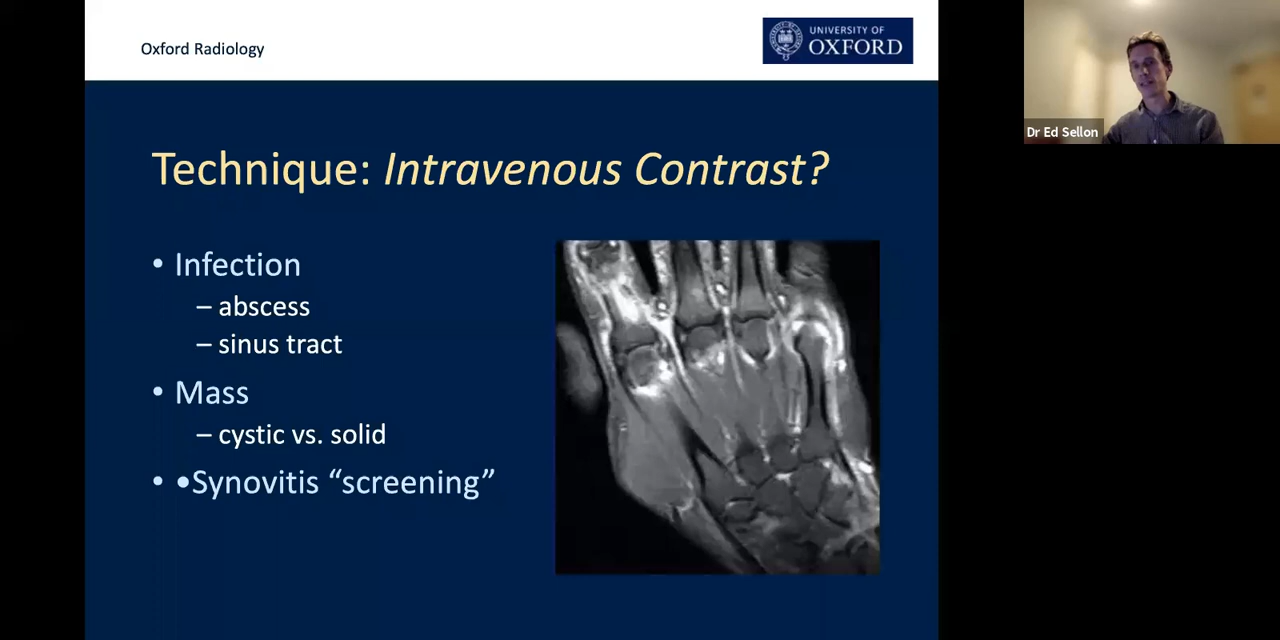 Oxford Radiology
UNIVERSITY OF
OXFORD
Dr Ed Sellon
Technique: Intravenous Contrast?
• Infection
– abscess
– sinus tract
• Mass
– cystic vs. solid
• •Synovitis “screening”